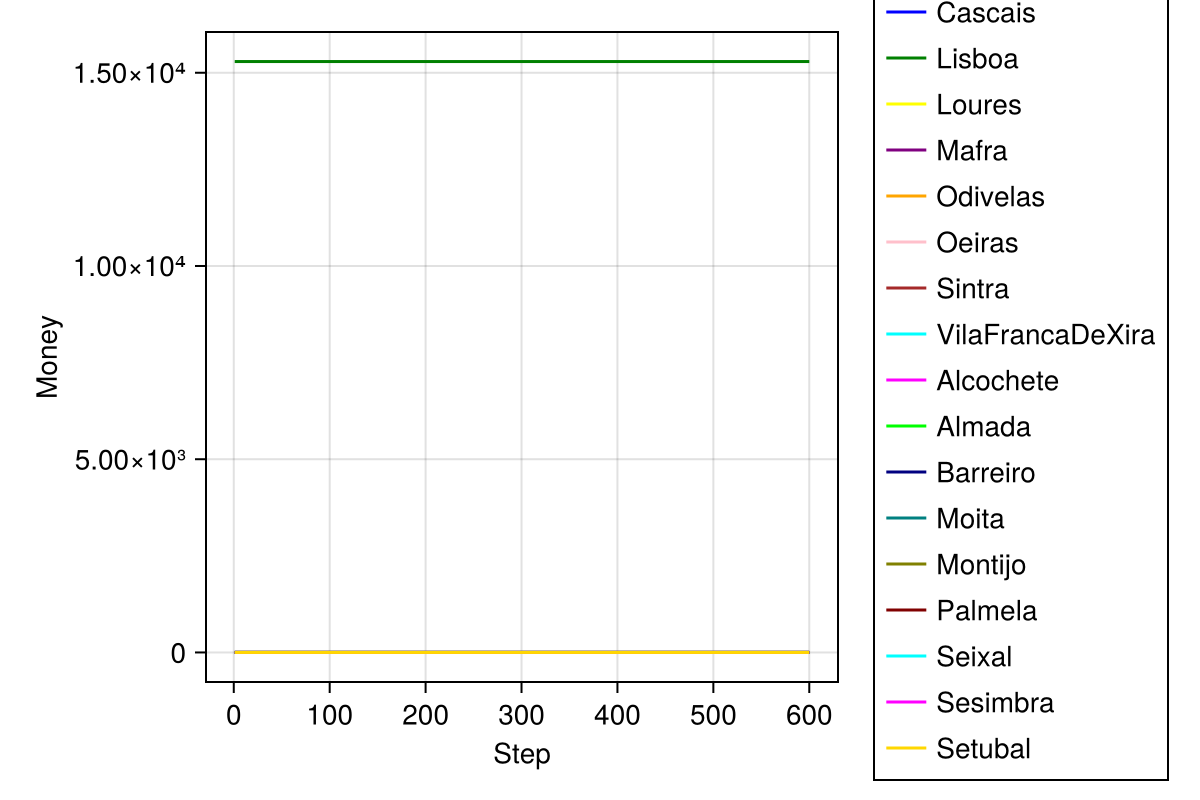 1.50×10⁴
1.00×10⁴
5.00×10³
0
Money
0 100 200 300 400 500 600
Step
Cascais
Lisboa
Loures
Mafra
Odivelas
Oeiras
Sintra
VilaFrancaDeXira
Alcochete
Almada
Barreiro
Moita
Montijo
Palmela
Seixal
Sesimbra
Setubal